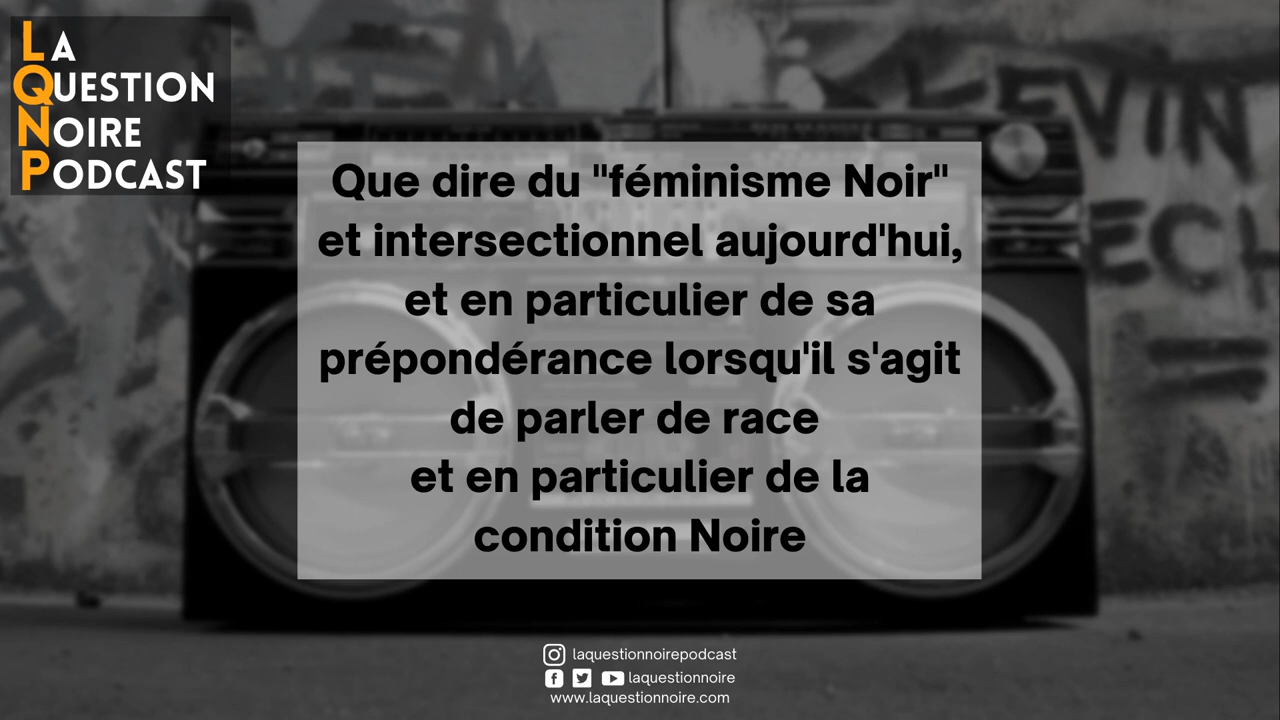 LA
QUESTION
NOIRE
PODCAST
Que dire du "féminisme Noir"
et intersectionnel aujourd'hui,
et en particulier de sa
prépondérance lorsqu'il s'agit
de parler de race
et en particulier de la
condition Noire
KEVIN
ECH
laquestionnoirepodcast
laquestionnoire
www.laquestionnoire.com